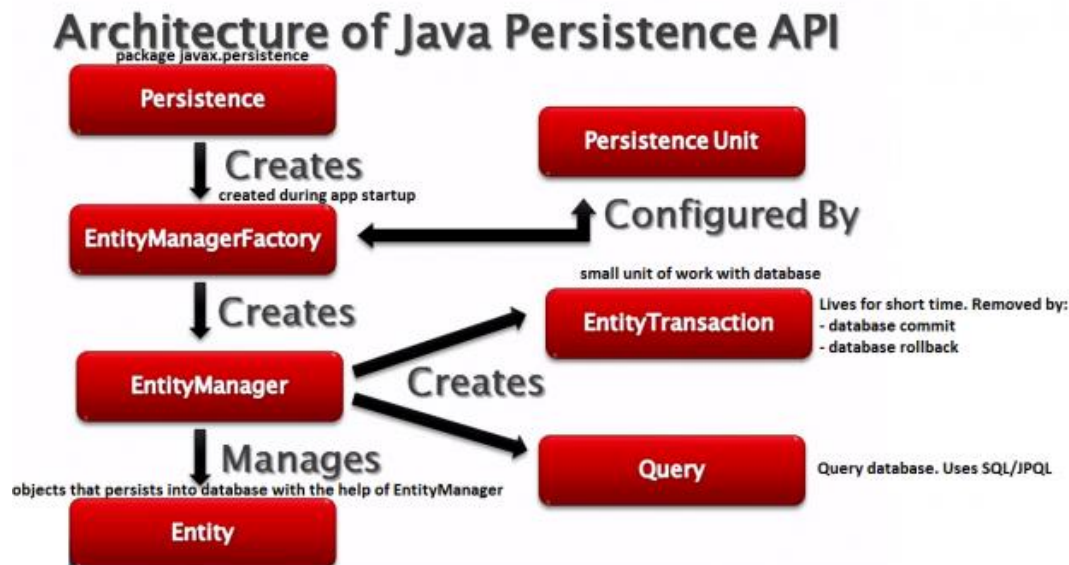 Architecture of Java Persistence API
package javax.persistence
Persistence
Persistence Unit
Creates
created during app startup
Configured By
EntityManagerFactory
small unit of work with database
Creates
EntityTransaction
Lives for short time. Removed by:
- database commit
- database rollback
EntityManager
Creates
Manages
Query
Query database. Uses SQL/JPQL
objects that persists into database with the help of EntityManager
Entity